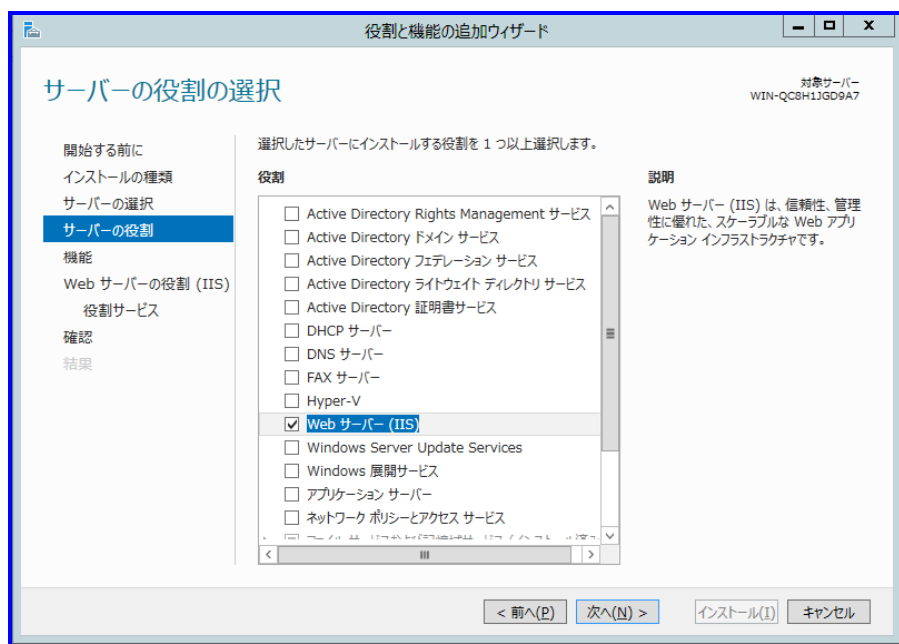 役割と機能の追加ウィザード
サーバーの役割の選択
対象サーバー
WIN-QC8H1JGD9A7
開始する前に
インストールの種類
サーバーの選択
サーバーの役割
機能
Web サーバーの役割 (IIS)
役割サービス
確認
結果
選択したサーバーにインストールする役割を 1 つ以上選択します。
役割
Active Directory Rights Management サービス
Active Directory ドメイン サービス
Active Directory フェデレーション サービス
Active Directory ライトウェイト ディレクトリ サービス
Active Directory 証明書サービス
DHCP サーバー
DNS サーバー
FAX サーバー
Hyper-V
Web サーバー (IIS)
Windows Server Update Services
Windows 展開サービス
アプリケーション サーバー
ネットワーク ポリシーとアクセス サービス
説明
Web サーバー (IIS) は、信頼性、管理
性に優れた、スケーラブルな Web アプリ
ケーション インフラストラクチャです。
< 前へ(P)
次へ(N) >
インストール(I)
キャンセル